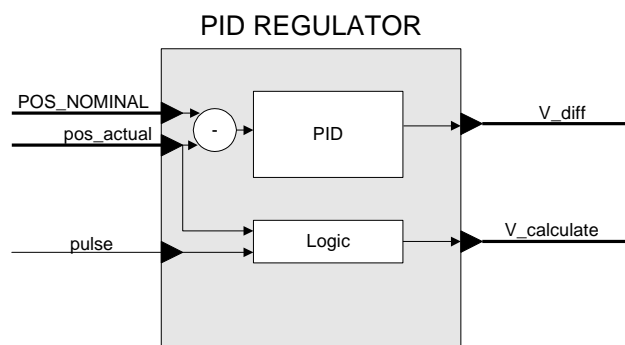 PID REGULATOR
POS_NOMINAL
V_diff
pos_actual
-
PID
pulse
Logic
V_calculate